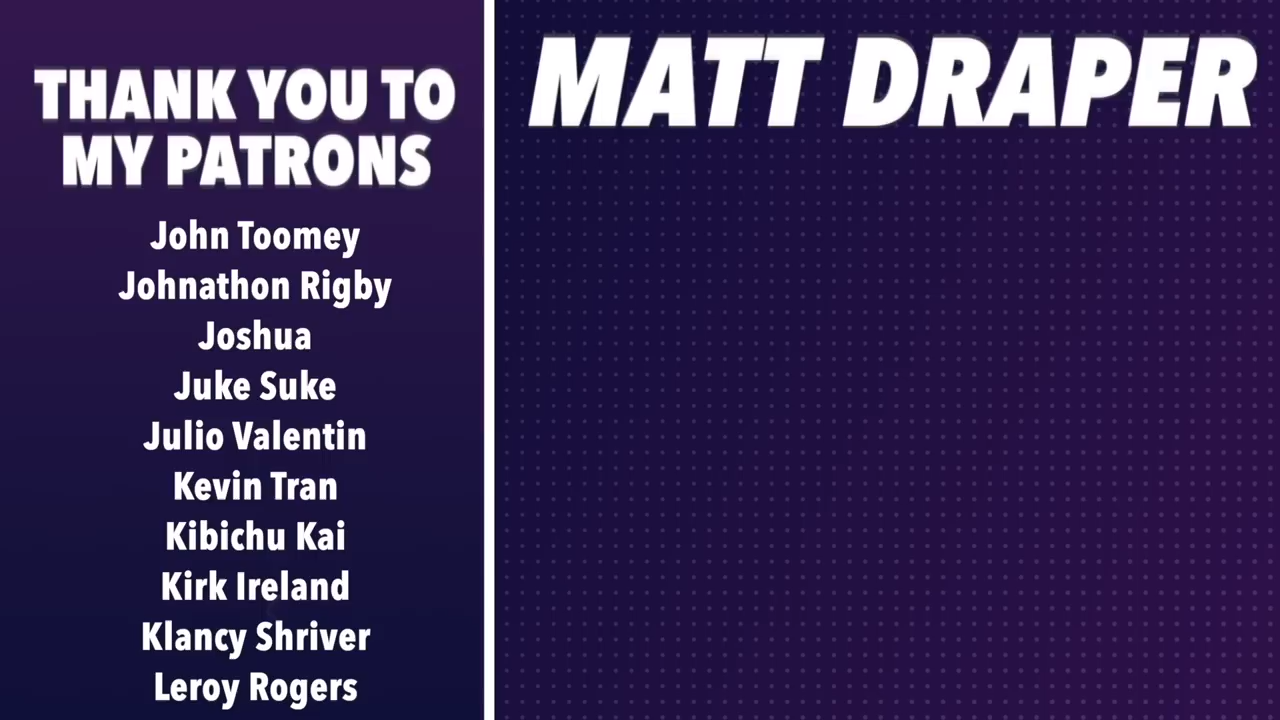 THANK YOU TO
MY PATRONS
John Toomey
Johnathon Rigby
Joshua
Juke Suke
Julio Valentin
Kevin Tran
Kibichu Kai
Kirk Ireland
Klancy Shriver
Leroy Rogers
MATT DRAPER